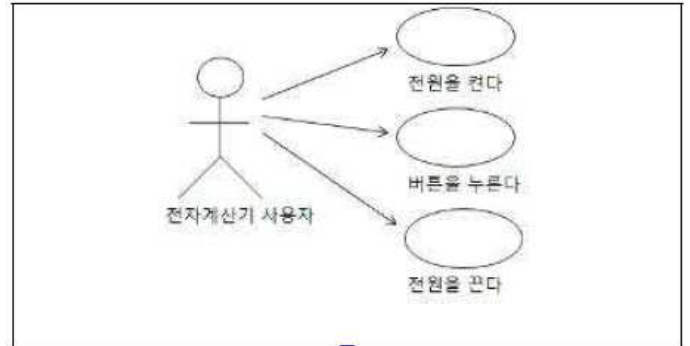 전원을 켠다
버튼을 누른다
전자계산기 사용자
전원을 끈다